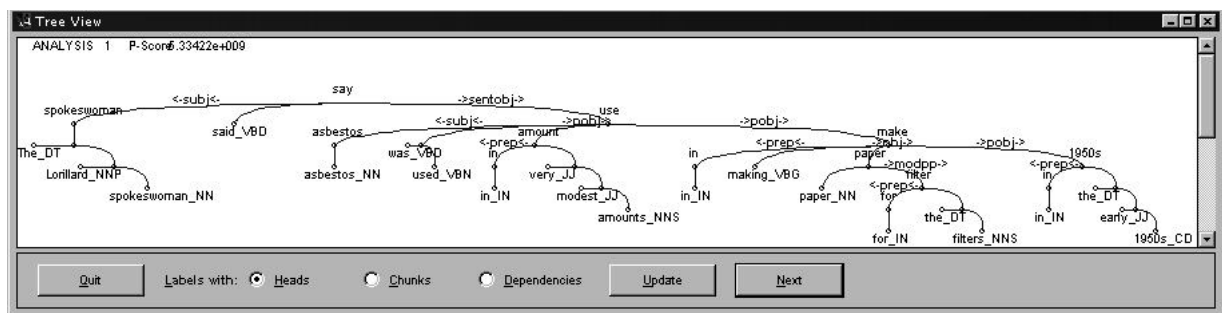 Tree View
ANALYSIS 1 P-Score5.33422e+009
say
<-subj<- ->sentobj->
spokeswoman use
said_VBD asbestos <-subj<- ->pobj-> amount ->pobj-> make
The_DT was_VBD <-prep<- in in <-prep<- ->obj-> paper ->pobj-> 1950s
Lorillard_NNP asbestos_NN used_VBN very_JJ making_VBG ->modpp-> filter <-prep<- in
spokeswoman_NN in_IN modest_JJ in_IN paper_NN <-prep<- for the_DT
amounts_NNS the_DT in_IN early_JJ
for_IN filters_NNS 1950s_CD
Quit Labels with: Heads Chunks Dependencies Update Next